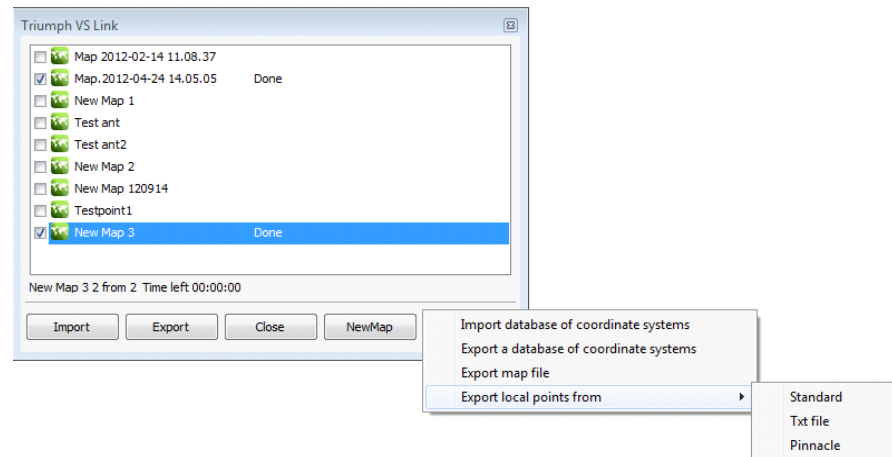 Triumph VS Link
Map 2012-02-14 11.08.37
Map.2012-04-24 14.05.05 Done
New Map 1
Test ant
Test ant2
New Map 2
New Map 120914
Testpoint1
New Map 3 Done
New Map 3 2 from 2 Time left 00:00:00
Import Export Close NewMap
Import database of coordinate systems
Export a database of coordinate systems
Export map file
Export local points from
Standard
Txt file
Pinnacle